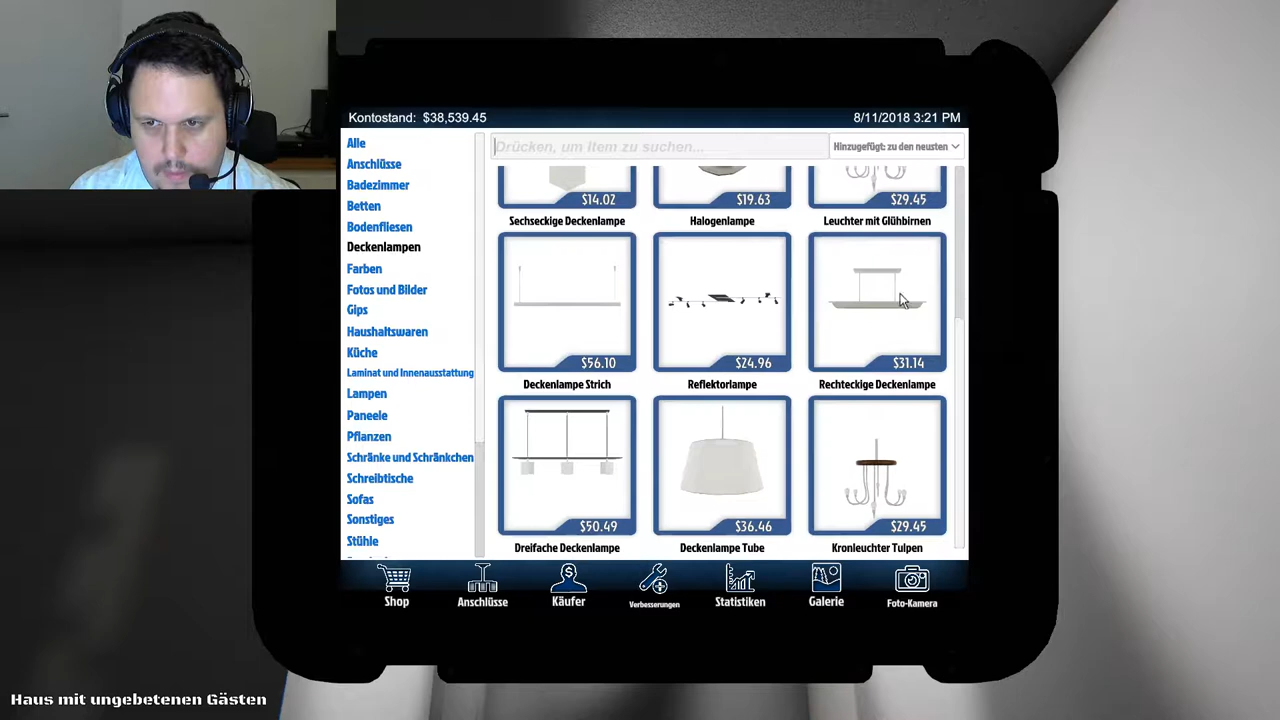 Kontostand: $38,539.45
8/11/2018 3:21 PM
Alle
Anschlüsse
Badezimmer
Betten
Bodenfliesen
Deckenlampen
Farben
Fotos und Bilder
Gips
Haushaltswaren
Küche
Laminat und Innenausstattung
Lampen
Paneele
Pflanzen
Schränke und Schränkchen
Schreibtische
Sofas
Sonstiges
Stühle
Drücken, um Item zu suchen...
Hinzugefügt: zu den neusten
$14.02
$19.63
$29.45
Sechseckige Deckenlampe
Halogenlampe
Leuchter mit Glühbirnen
$56.10
$24.96
$31.14
Deckenlampe Strich
Reflektorlampe
Rechteckige Deckenlampe
$50.49
$36.46
$29.45
Dreifache Deckenlampe
Deckenlampe Tube
Kronleuchter Tulpen
Shop
Anschlüsse
Käufer
Verbesserungen
Statistiken
Galerie
Foto-Kamera
Haus mit ungebetenen Gästen